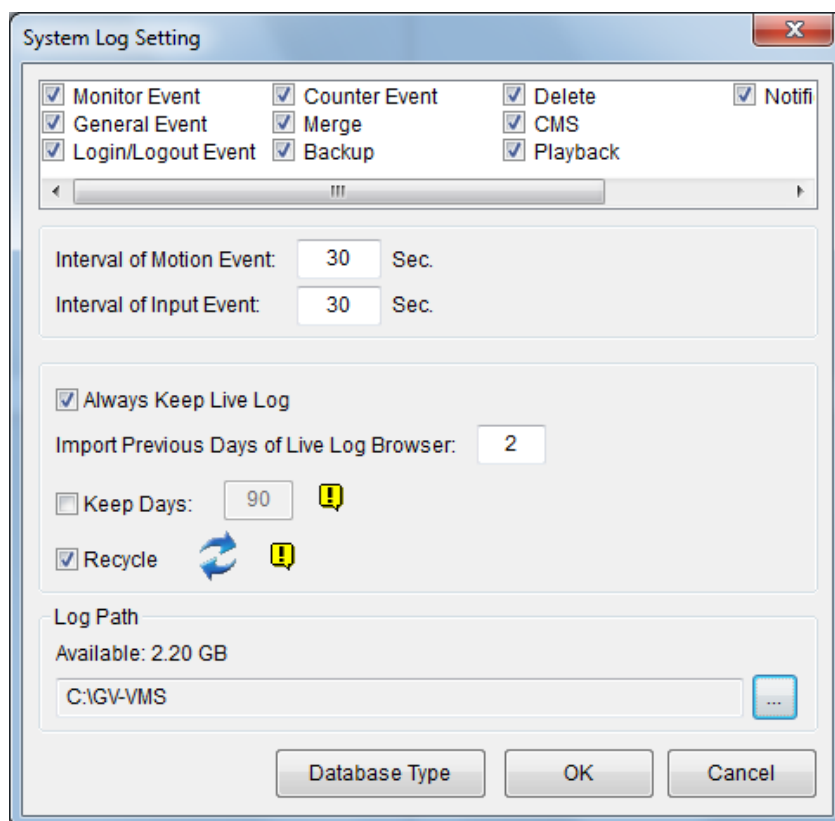 System Log Setting
Monitor Event Counter Event Delete Notifi
General Event Merge CMS
Login/Logout Event Backup Playback
Interval of Motion Event: 30 Sec.
Interval of Input Event: 30 Sec.
Always Keep Live Log
Import Previous Days of Live Log Browser: 2
Keep Days: 90
Recycle
Log Path
Available: 2.20 GB
C:\GV-VMS ...
Database Type OK Cancel